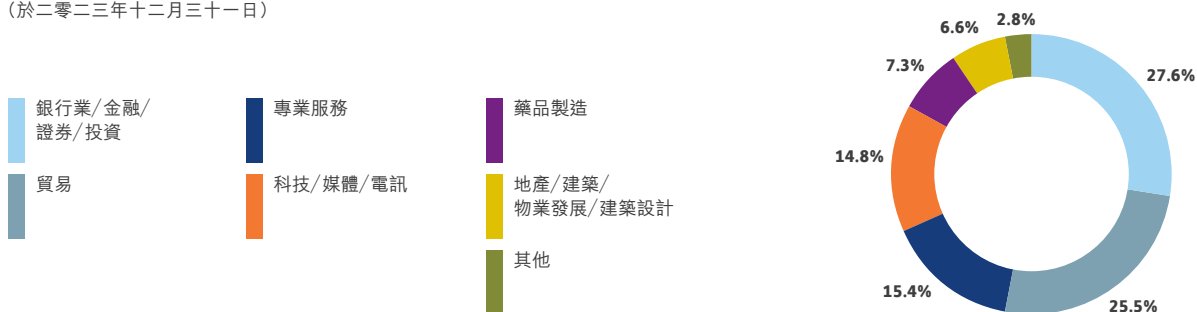 （於二零二三年十二月三十一日）
銀行業/金融/
證券/投資
專業服務
藥品製造
貿易
科技/媒體/電訊
地產/建築/
物業發展/建築設計
其他
2.8%
6.6%
7.3%
14.8%
15.4%
25.5%
27.6%